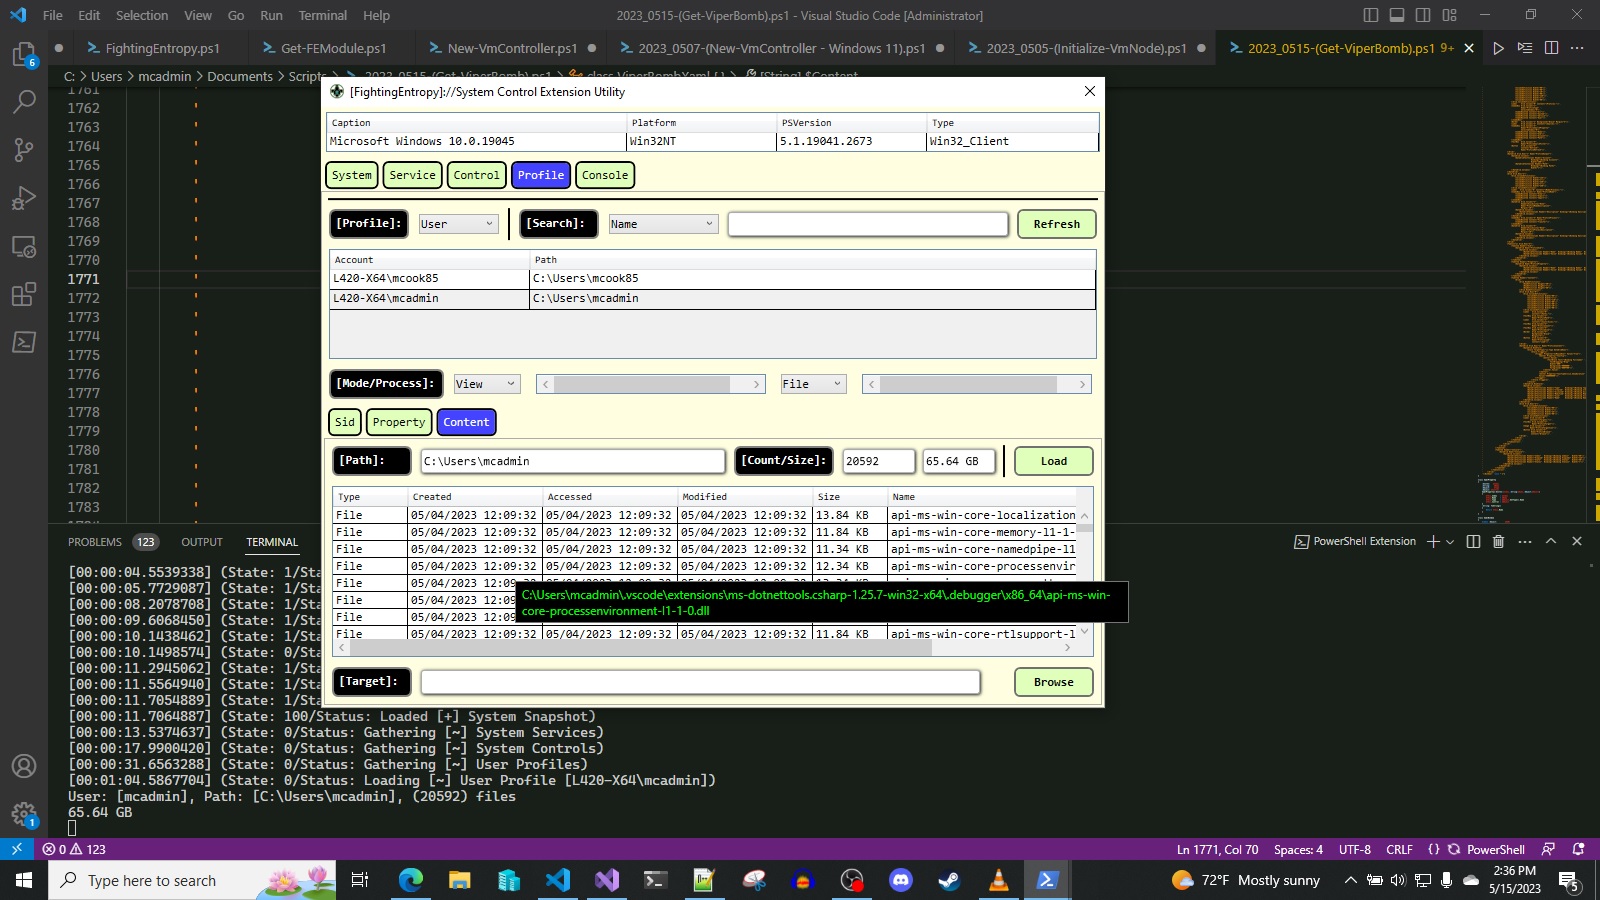 File Edit Selection View Go Run Terminal Help
2023_0515-(Get-ViperBomb).ps1 - Visual Studio Code [Administrator]
FightingEntropy.ps1
Get-FEModule.ps1
New-VmController.ps1
2023_0507-(New-VmController - Windows 11).ps1
2023_0505-(Initialize-VmNode).ps1
2023_0515-(Get-ViperBomb).ps1 9+
C: > Users > mcadmin > Documents > Scripts > 2023_0515-(Get-ViperBomb).ps1 > class ViperBombXaml { } > [String] $Content
1761
1762
1763
1764
1765
1766
1767
1768
1769
1770
1771
1772
1773
1774
1775
1776
1777
1778
1779
1780
1781
1782
1783
[FightingEntropy]://System Control Extension Utility
Caption Platform PSVersion Type
Microsoft Windows 10.0.19045 Win32NT 5.1.19041.2673 Win32_Client
System Service Control Profile Console
[Profile]: User [Search]: Name Refresh
Account Path
L420-X64\mcook85 C:\Users\mcook85
L420-X64\mcadmin C:\Users\mcadmin
[Mode/Process]: View File
Sid Property Content
[Path]: C:\Users\mcadmin [Count/Size]: 20592 65.64 GB Load
Type Created Accessed Modified Size Name
File 05/04/2023 12:09:32 05/04/2023 12:09:32 05/04/2023 12:09:32 13.84 KB api-ms-win-core-localization
File 05/04/2023 12:09:32 05/04/2023 12:09:32 05/04/2023 12:09:32 11.84 KB api-ms-win-core-memory-l1-1-
File 05/04/2023 12:09:32 05/04/2023 12:09:32 05/04/2023 12:09:32 11.34 KB api-ms-win-core-namedpipe-l1
File 05/04/2023 12:09:32 05/04/2023 12:09:32 05/04/2023 12:09:32 12.34 KB api-ms-win-core-processenvir
File 05/04/2023 12:09
File 05/04/2023 12:09
File 05/04/2023 12:09
File 05/04/2023 12:09:32 05/04/2023 12:09:32 05/04/2023 12:09:32 11.84 KB api-ms-win-core-rtlsupport-l
C:\Users\mcadmin\.vscode\extensions\ms-dotnettools.csharp-1.25.7-win32-x64\.debugger\x86_64\api-ms-win-
core-processenvironment-l1-1-0.dll
[Target]: Browse
PROBLEMS 123 OUTPUT TERMINAL
PowerShell Extension
[00:00:04.5539338] (State: 1/Sta
[00:00:05.7729087] (State: 1/Sta
[00:00:08.2078708] (State: 1/Sta
[00:00:09.6068450] (State: 1/Sta
[00:00:10.1438462] (State: 1/Sta
[00:00:10.1498574] (State: 0/Sta
[00:00:11.2945062] (State: 1/Sta
[00:00:11.5564940] (State: 1/Sta
[00:00:11.7054889] (State: 1/Sta
[00:00:11.7064887] (State: 100/Status: Loaded [+] System Snapshot)
[00:00:13.5374637] (State: 0/Status: Gathering [~] System Services)
[00:00:17.9900420] (State: 0/Status: Gathering [~] System Controls)
[00:00:31.6563288] (State: 0/Status: Gathering [~] User Profiles)
[00:01:04.5867704] (State: 0/Status: Loading [~] User Profile [L420-X64\mcadmin])
User: [mcadmin], Path: [C:\Users\mcadmin], (20592) files
65.64 GB
0 123
Ln 1771, Col 70 Spaces: 4 UTF-8 CRLF {} PowerShell
Type here to search
72°F Mostly sunny
2:36 PM
5/15/2023
5
6
1